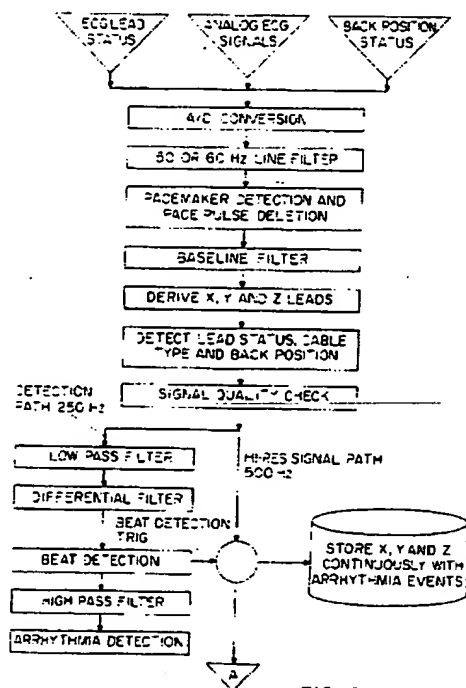 ECG LEAD
STATUS
ANALOG ECG
SIGNALS
BACK POSITION
STATUS
A/D CONVERSION
50 OR 60 Hz LINE FILTER
PACEMAKER DETECTION AND
PACE PULSE DELETION
BASELINE FILTER
DERIVE X, Y AND Z LEADS
DETECT LEAD STATUS, CABLE
TYPE AND BACK POSITION
SIGNAL QUALITY CHECK
DETECTION
PATH 250 Hz
LOW PASS FILTER
HI-RES SIGNAL PATH
500 Hz
DIFFERENTIAL FILTER
BEAT DETECTION
TRIG
BEAT DETECTION
STORE X, Y AND Z
CONTINUOUSLY WITH
ARRHYTHMIA EVENTS
HIGH PASS FILTER
ARRHYTHMIA DETECTION
A